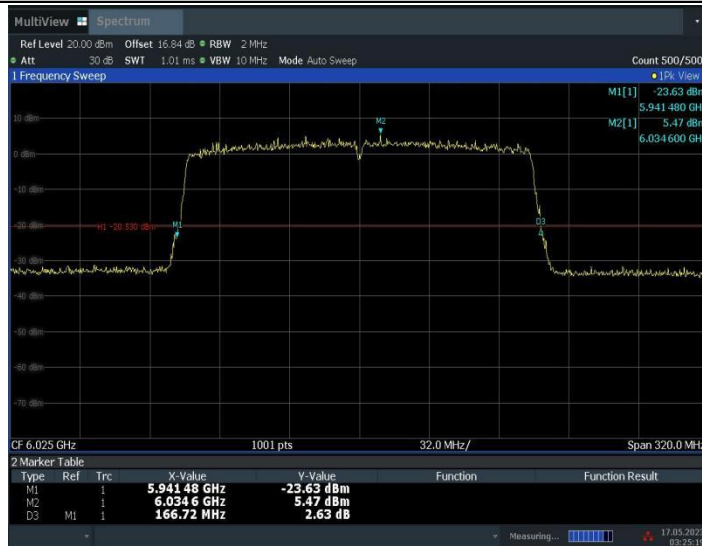 MultiView Spectrum
Ref Level 20.00 dBm Offset 16.84 dB RBW 2 MHz
Att 30 dB SWT 1.01 ms VBW 10 MHz Mode Auto Sweep Count 500/500
1 Frequency Sweep 1Pk View
M1[1] -23.63 dBm
5.941480 GH
M2[1] 5.47 dBm
6.034600 GH
M2
10 dBm
0 dBm
-10 dBm
-20 dBm
H1 -20.530 dBm
M1
D3
-30 dBm
-40 dBm
-50 dBm
-60 dBm
-70 dBm
CF 6.025 GHz 1001 pts 32.0 MHz/ Span 320.0 MHz
2 Marker Table
Type Ref Trc X-Value Y-Value Function Function Result
M1 1 5.941 48 GHz -23.63 dBm
M2 1 6.034 6 GHz 5.47 dBm
D3 M1 1 166.72 MHz 2.63 dB
Measuring... 17.05.2023
03:25:19